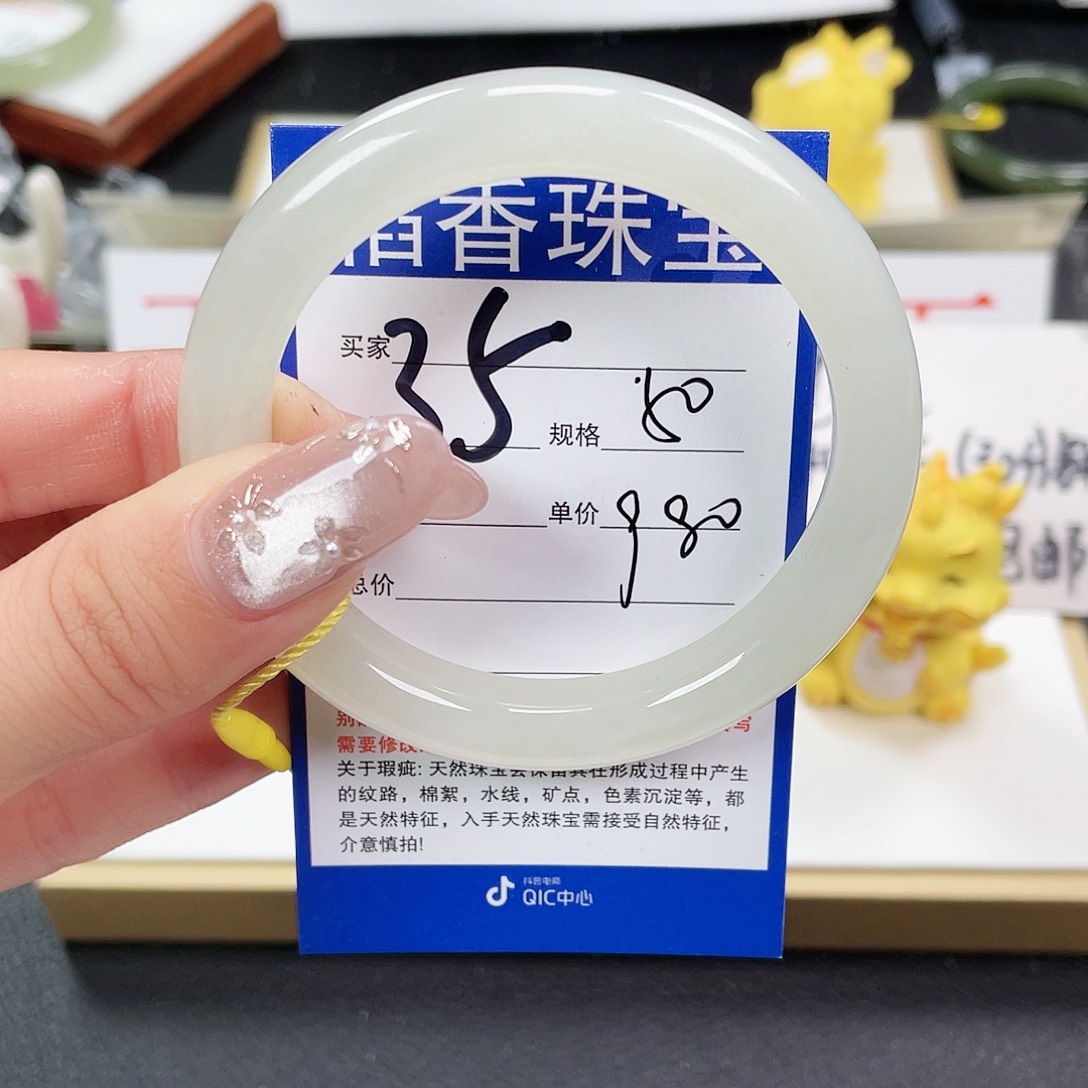 稻香珠宝
买家 35
规格 60
单价 980
总价
需要修改
关于瑕疵: 天然珠宝会保留其在形成过程中产生
的纹路，棉絮，水线，矿点，色素沉淀等，都
是天然特征，入手天然珠宝需接受自然特征，
介意慎拍!
抖音电商
QIC中心
包邮